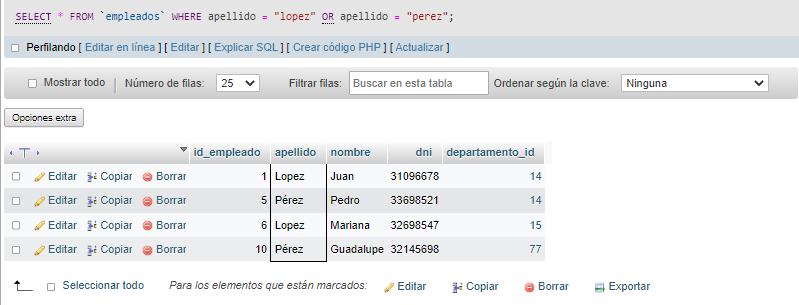 SELECT * FROM `empleados` WHERE apellido = "lopez" OR apellido = "perez";
Perfilando [ Editar en línea ] [ Editar ] [ Explicar SQL ] [ Crear código PHP ] [ Actualizar ]
Mostrar todo Número de filas: 25 Filtrar filas: Buscar en esta tabla Ordenar según la clave: Ninguna
Opciones extra
id_empleado apellido nombre dni departamento_id
Editar Copiar Borrar 1 Lopez Juan 31096678 14
Editar Copiar Borrar 5 Pérez Pedro 33698521 14
Editar Copiar Borrar 6 Lopez Mariana 32698547 15
Editar Copiar Borrar 10 Pérez Guadalupe 32145698 77
Seleccionar todo Para los elementos que están marcados: Editar Copiar Borrar Exportar